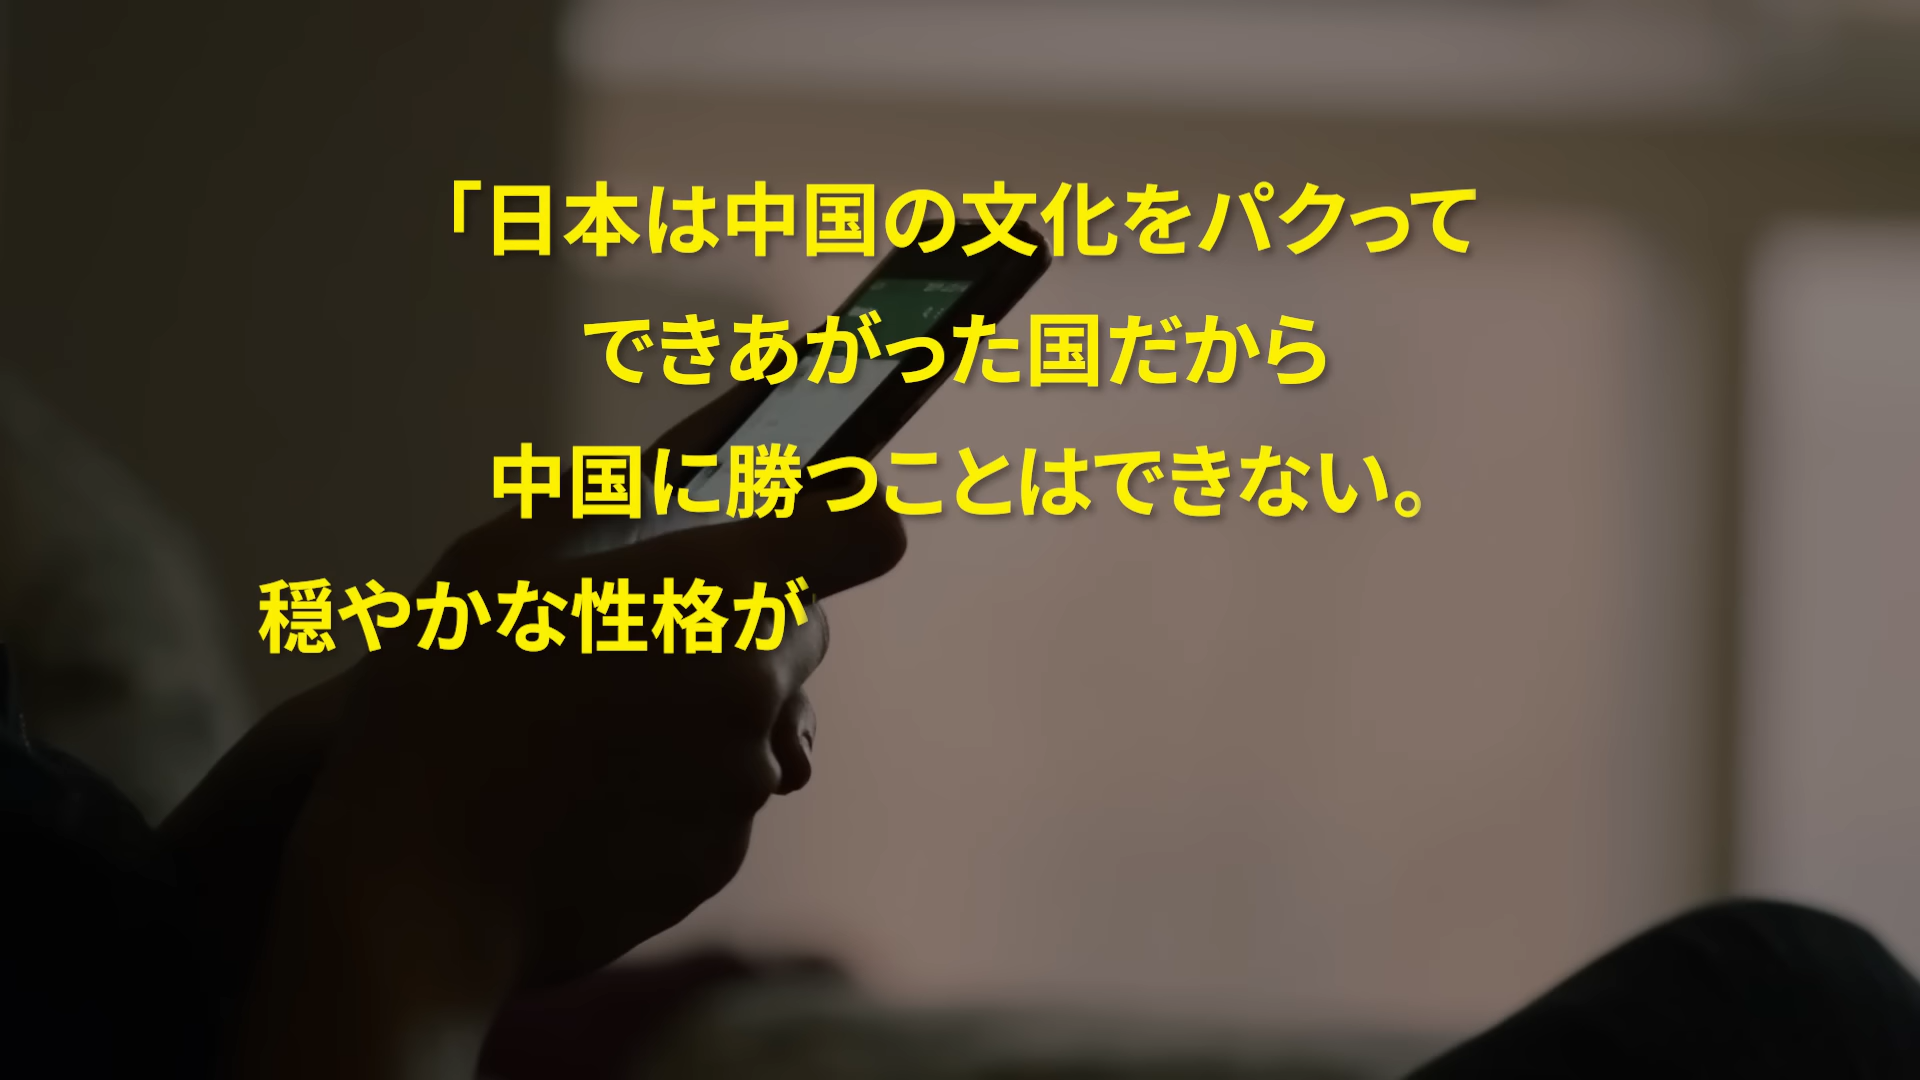 「日本は中国の文化をパクって
できあがった国だから
中国に勝つことはできない。
穏やかな性格が